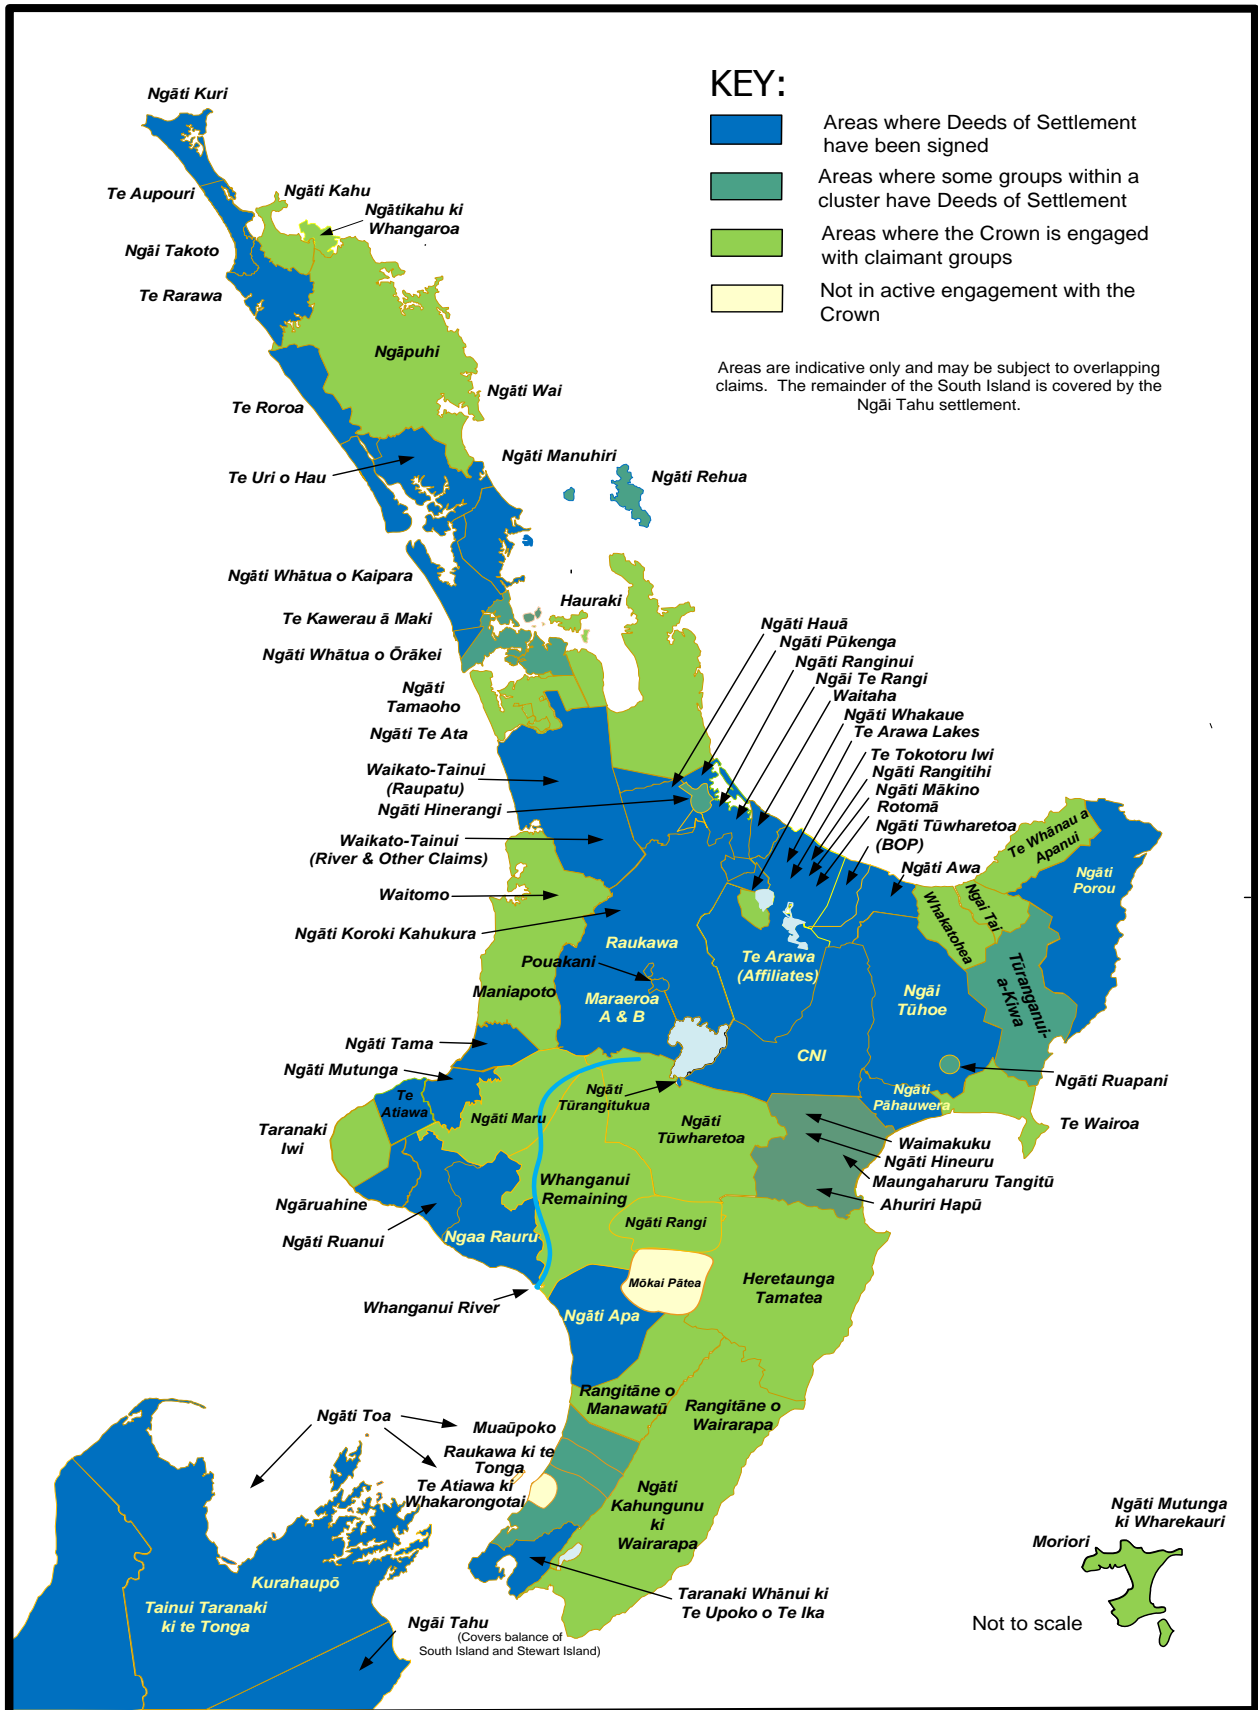 KEY:
Areas where Deeds of Settlement
have been signed
Areas where some groups within a
cluster have Deeds of Settlement
Areas where the Crown is engaged
with claimant groups
Not in active engagement with the
Crown
Areas are indicative only and may be subject to overlapping
claims. The remainder of the South Island is covered by the
Ngāi Tahu settlement.
Ngāti Kuri
Te Aupouri
Ngāti Kahu
Ngātikahu ki
Whangaroa
Ngāi Takoto
Te Rarawa
Ngāpuhi
Ngāti Wai
Te Roroa
Ngāti Manuhiri
Ngāti Rehua
Te Uri o Hau
Ngāti Whātua o Kaipara
Hauraki
Te Kawerau ā Maki
Ngāti Whātua o Ōrākei
Ngāti
Tamaoho
Ngāti Te Ata
Ngāti Hauā
Ngāti Pūkenga
Ngāti Ranginui
Ngāi Te Rangi
Waitaha
Ngāti Whakaue
Te Arawa Lakes
Te Tokotoru Iwi
Ngāti Rangitihi
Ngāti Mākino
Rotomā
Ngāti Tūwharetoa
(BOP)
Ngāti Awa
Waikato-Tainui
(Raupatu)
Ngāti Hinerangi
Waikato-Tainui
(River & Other Claims)
Waitomo
Ngāti Koroki Kahukura
Te Whānau a
Apanui
Ngāti
Porou
Ngai Tai
Whakatohea
Tūranganui-
a-Kiwa
Raukawa
Pouakani
Te Arawa
(Affiliates)
Maniapoto
Maraeroa
A & B
Ngāi
Tūhoe
CNI
Ngāti Tama
Ngāti Mutunga
Te
Atiawa
Ngāti Maru
Ngāti
Tūrangitukua
Ngāti
Pāhauwera
Ngāti Ruapani
Taranaki
Iwi
Ngāti
Tūwharetoa
Te Wairoa
Waimakuku
Ngāti Hineuru
Maungaharuru Tangitū
Ahuriri Hapū
Whanganui
Remaining
Ngāruahine
Ngāti Rangi
Ngāti Ruanui
Ngaa Rauru
Mōkai Pātea
Heretaunga
Tamatea
Whanganui River
Ngāti Apa
Rangitāne o
Manawatū
Rangitāne o
Wairarapa
Ngāti Toa
Muaūpoko
Raukawa ki te
Tonga
Te Atiawa ki
Whakarongotai
Ngāti
Kahungunu
ki
Wairarapa
Ngāti Mutunga
ki Wharekauri
Moriori
Kurahaupō
Tainui Taranaki
ki te Tonga
Taranaki Whānui ki
Te Upoko o Te Ika
Not to scale
Ngāi Tahu
(Covers balance of
South Island and Stewart Island)